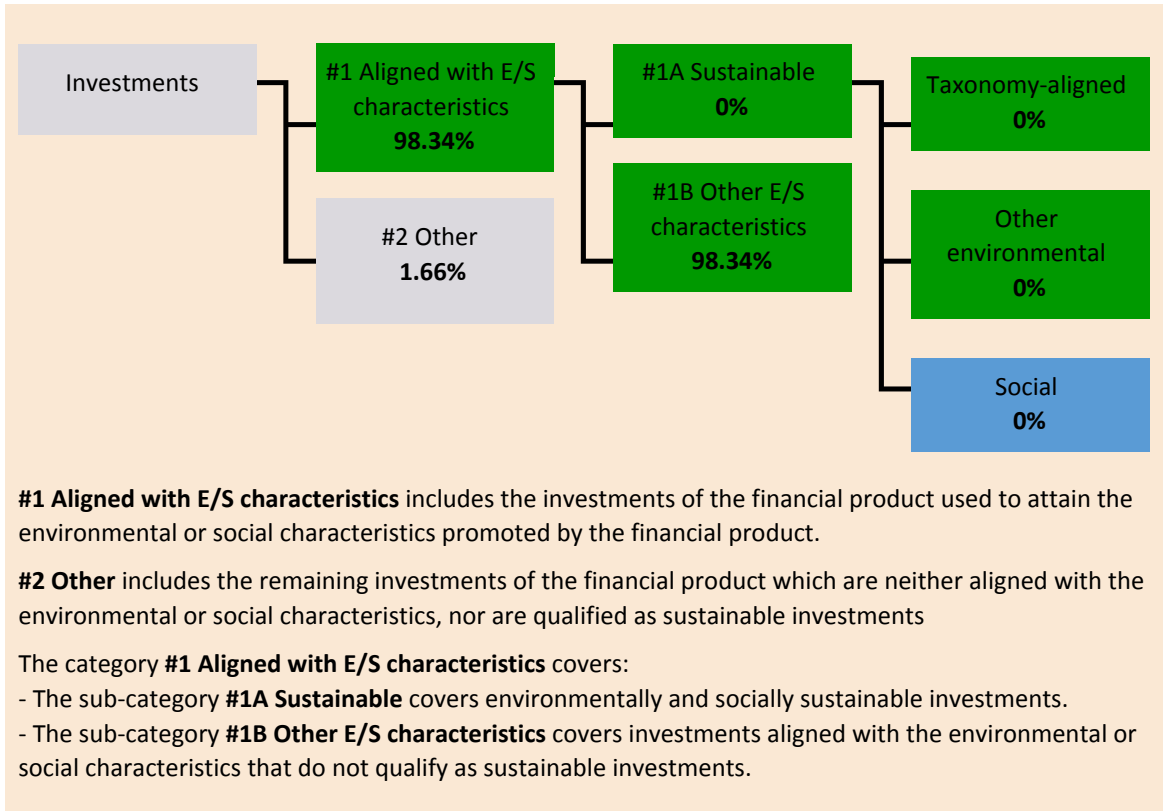 Investments
#1 Aligned with E/S
characteristics
98.34%
#2 Other
1.66%
#1A Sustainable
0%
#1B Other E/S
characteristics
98.34%
Taxonomy-aligned
0%
Other
environmental
0%
Social
0%
#1 Aligned with E/S characteristics includes the investments of the financial product used to attain the
environmental or social characteristics promoted by the financial product.
#2 Other includes the remaining investments of the financial product which are neither aligned with the
environmental or social characteristics, nor are qualified as sustainable investments
The category #1 Aligned with E/S characteristics covers:
- The sub-category #1A Sustainable covers environmentally and socially sustainable investments.
- The sub-category #1B Other E/S characteristics covers investments aligned with the environmental or
social characteristics that do not qualify as sustainable investments.